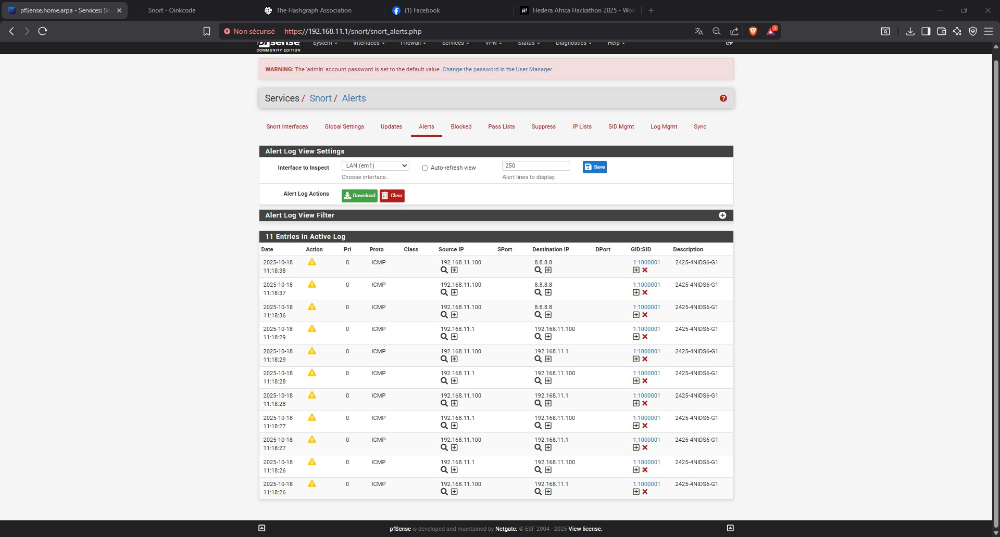 pfSense.home.arpa - Services: Sn
Snort - Oinkcode
The Hashgraph Association
(1) Facebook
Hedera Africa Hackathon 2025 - Wor
Non sécurisé https://192.168.11.1/snort/snort_alerts.php
1
pfSense System Interfaces Firewall Services VPN Status Diagnostics Help
COMMUNITY EDITION
WARNING: The 'admin' account password is set to the default value. Change the password in the User Manager.
Services / Snort / Alerts
Snort Interfaces Global Settings Updates Alerts Blocked Pass Lists Suppress IP Lists SID Mgmt Log Mgmt Sync
Alert Log View Settings
Interface to Inspect LAN (em1) Auto-refresh view 250 Save
Choose interface.. Alert lines to display.
Alert Log Actions Download Clear
Alert Log View Filter
11 Entries in Active Log
Date Action Pri Proto Class Source IP SPort Destination IP DPort GID:SID Description
2025-10-18 0 ICMP 192.168.11.100 8.8.8.8 1:1000001 2425-4NIDS6-G1
11:18:38
2025-10-18 0 ICMP 192.168.11.100 8.8.8.8 1:1000001 2425-4NIDS6-G1
11:18:37
2025-10-18 0 ICMP 192.168.11.100 8.8.8.8 1:1000001 2425-4NIDS6-G1
11:18:36
2025-10-18 0 ICMP 192.168.11.1 192.168.11.100 1:1000001 2425-4NIDS6-G1
11:18:29
2025-10-18 0 ICMP 192.168.11.100 192.168.11.1 1:1000001 2425-4NIDS6-G1
11:18:29
2025-10-18 0 ICMP 192.168.11.1 192.168.11.100 1:1000001 2425-4NIDS6-G1
11:18:28
2025-10-18 0 ICMP 192.168.11.100 192.168.11.1 1:1000001 2425-4NIDS6-G1
11:18:28
2025-10-18 0 ICMP 192.168.11.1 192.168.11.100 1:1000001 2425-4NIDS6-G1
11:18:27
2025-10-18 0 ICMP 192.168.11.100 192.168.11.1 1:1000001 2425-4NIDS6-G1
11:18:27
2025-10-18 0 ICMP 192.168.11.1 192.168.11.100 1:1000001 2425-4NIDS6-G1
11:18:26
2025-10-18 0 ICMP 192.168.11.100 192.168.11.1 1:1000001 2425-4NIDS6-G1
11:18:26
pfSense is developed and maintained by Netgate. © ESF 2004 - 2025 View license.